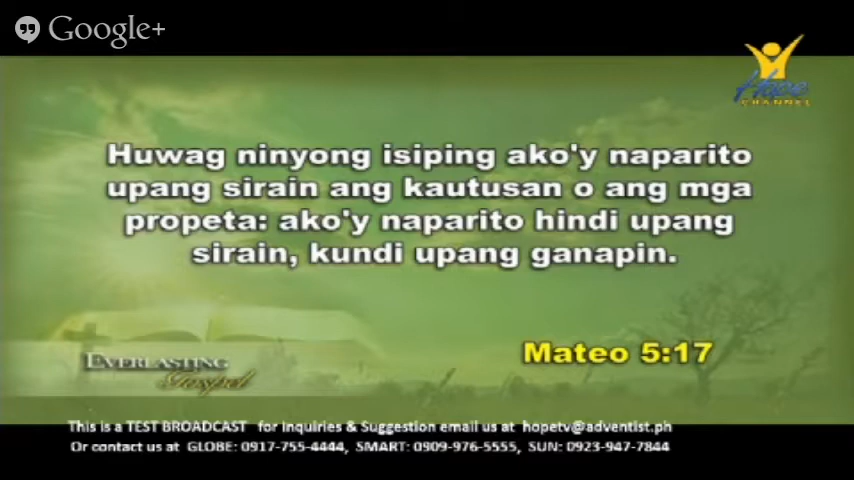 Google+
Hope
CHANNEL
Huwag ninyong isiping ako'y naparito
upang sirain ang kautusan o ang mga
propeta: ako'y naparito hindi upang
sirain, kundi upang ganapin.
Mateo 5:17
EVERLASTING
Gospel
This is a TEST BROADCAST for Inquiries & Suggestion email us at hopetv@adventist.ph
Or contact us at GLOBE: 0917-755-4444, SMART: 0909-976-5555, SUN: 0923-947-7844